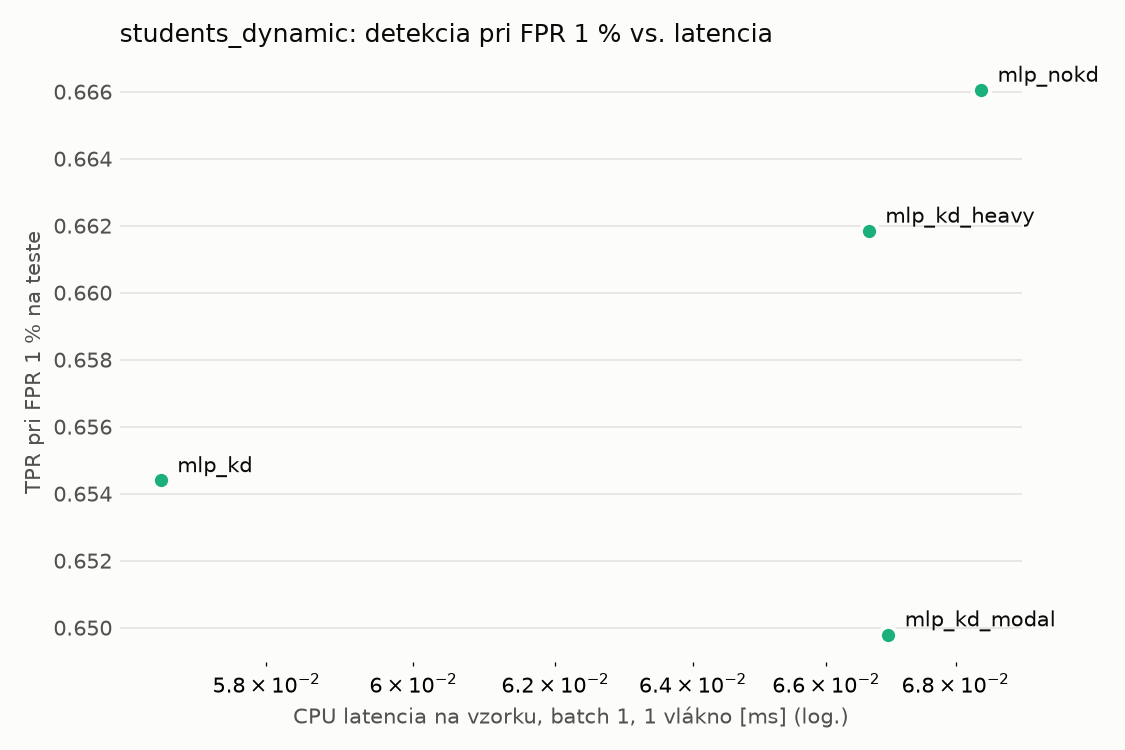 students_dynamic: detekcia pri FPR 1 % vs. latencia
mlp_nokd
0.666
0.664
mlp_kd_heavy
0.662
0.660
0.658
0.656
mlp_kd
0.654
0.652
mlp_kd_modal
0.650
TPR pri FPR 1 % na teste
5.8 × 10⁻² 6 × 10⁻² 6.2 × 10⁻² 6.4 × 10⁻² 6.6 × 10⁻² 6.8 × 10⁻²
CPU latencia na vzorku, batch 1, 1 vlákno [ms] (log.)